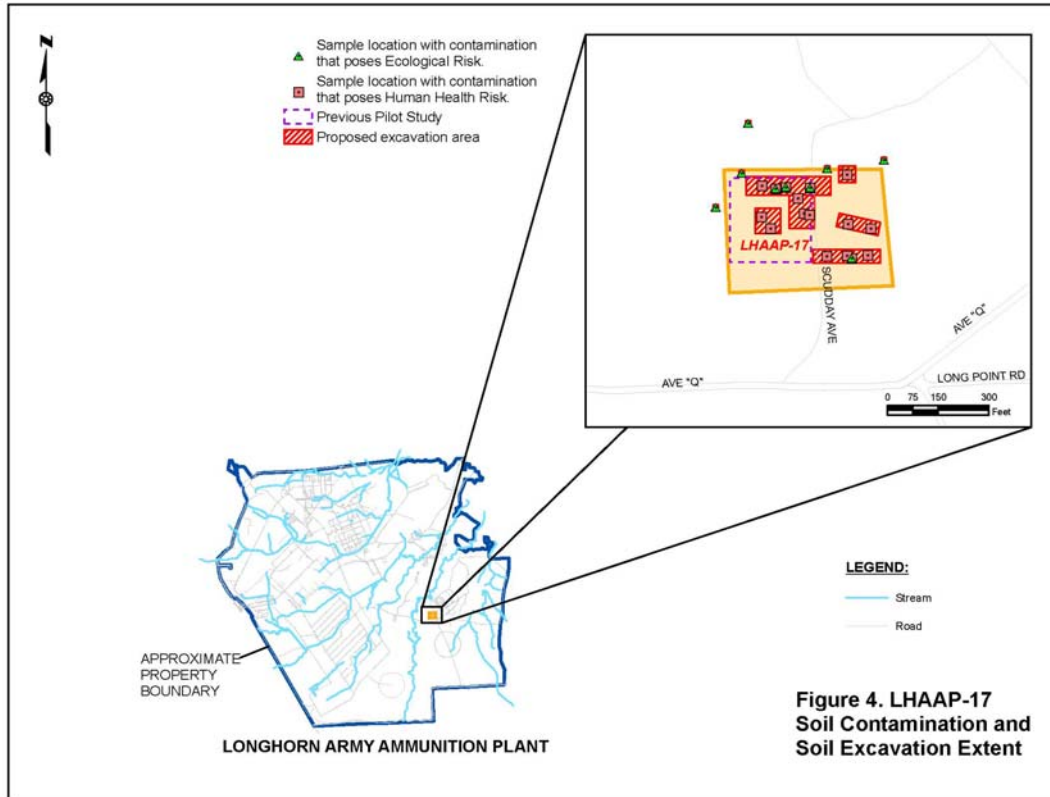 N
Sample location with contamination
that poses Ecological Risk.
Sample location with contamination
that poses Human Health Risk.
Previous Pilot Study
Proposed excavation area
LHAAP-17
SCUDDAY AVE
AVE "Q"
AVE "Q"
LONG POINT RD
0 75 150 300
Feet
LEGEND:
Stream
Road
APPROXIMATE
PROPERTY
BOUNDARY
LONGHORN ARMY AMMUNITION PLANT
Figure 4. LHAAP-17
Soil Contamination and
Soil Excavation Extent